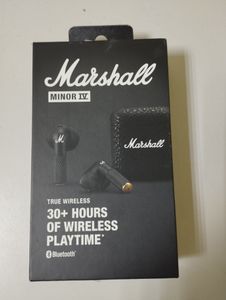 Marshall
MINOR IV
M
Marshall
TRUE WIRELESS
30+ HOURS
OF WIRELESS
PLAYTIME*
Bluetooth®